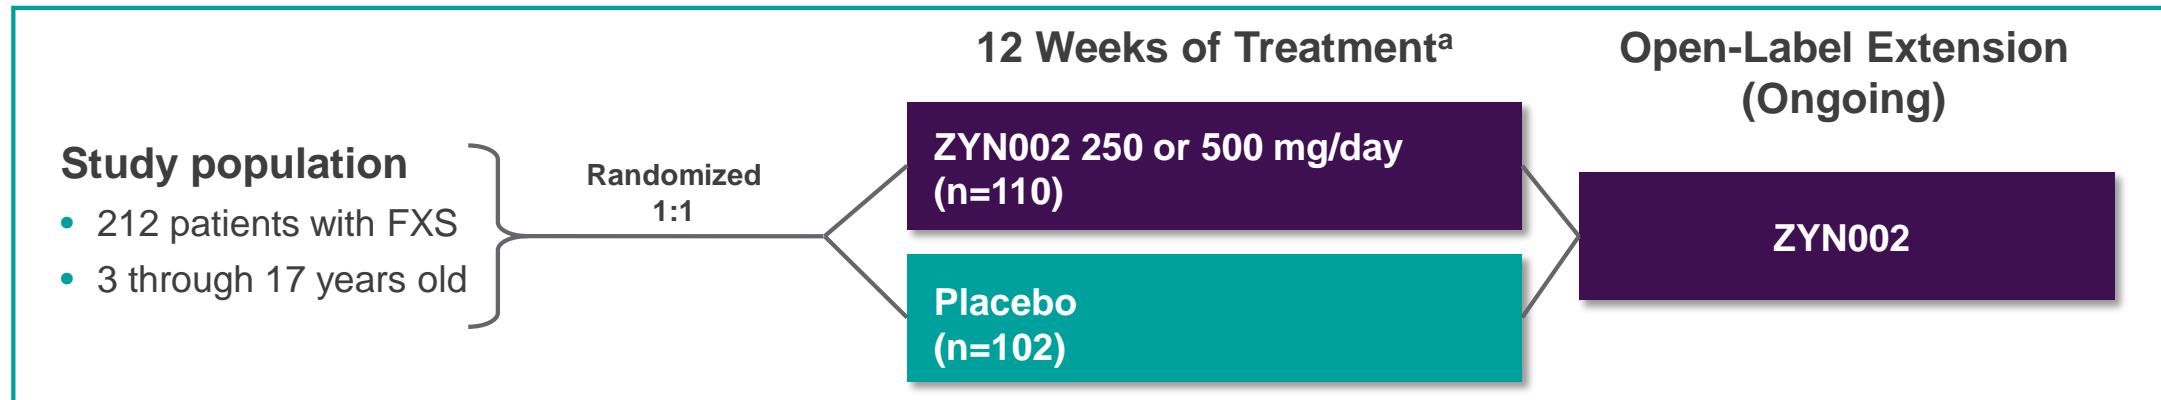 Study population
• 212 patients with FXS
• 3 through 17 years old
Randomized
1:1
12 Weeks of Treatmentᵃ
ZYN002 250 or 500 mg/day
(n=110)
Placebo
(n=102)
Open-Label Extension
(Ongoing)
ZYN002